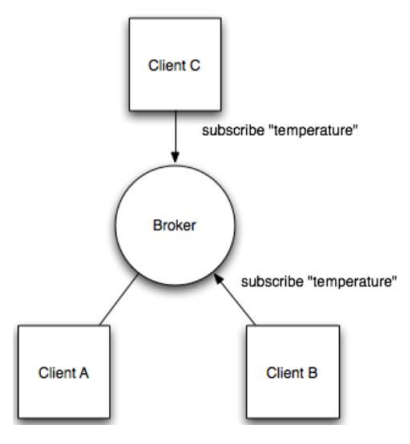 Client C
subscribe "temperature"
Broker
subscribe "temperature"
Client A
Client B